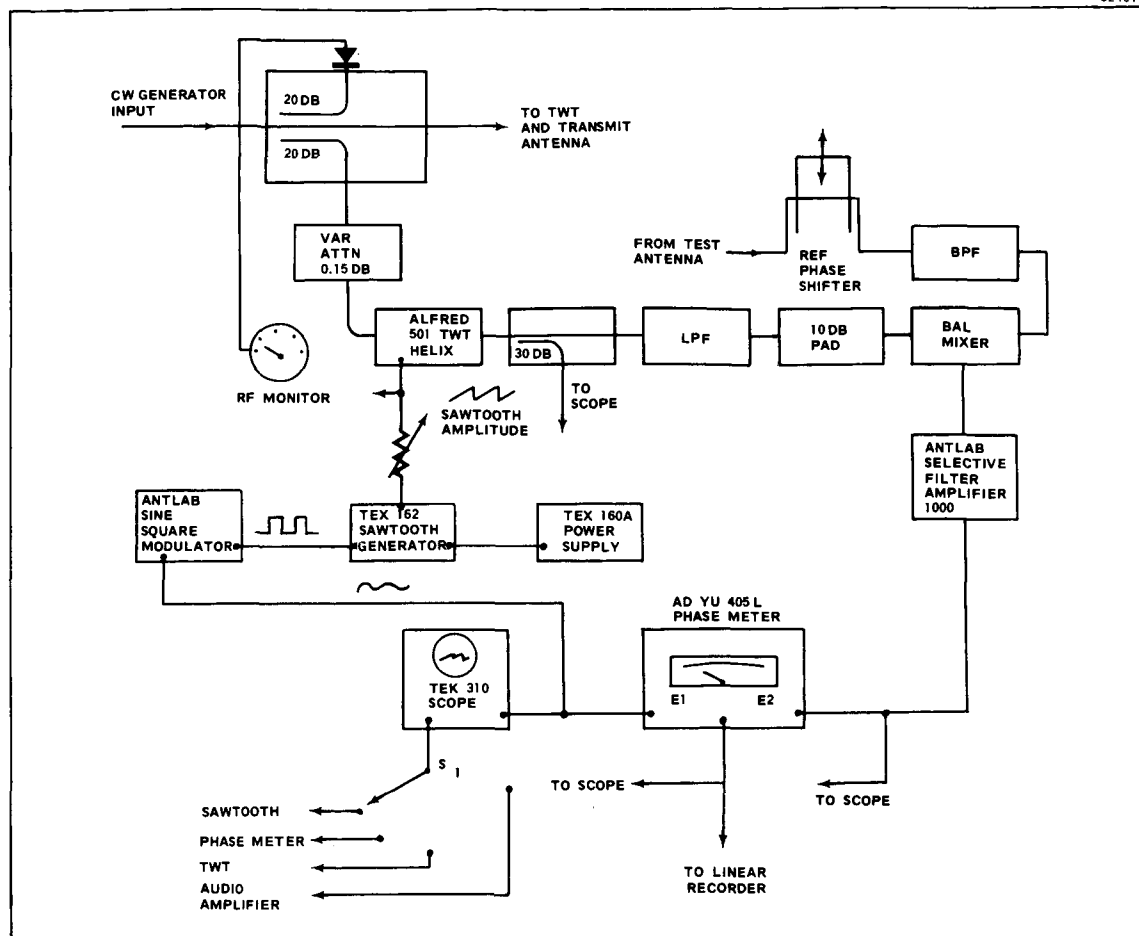 CW GENERATOR
INPUT
20 DB
20 DB
TO TWT
AND TRANSMIT
ANTENNA
VAR
ATTN
0.15 DB
FROM TEST
ANTENNA
REF
PHASE
SHIFTER
BPF
RF MONITOR
ALFRED
501 TWT
HELIX
30 DB
TO
SCOPE
LPF
10 DB
PAD
BAL
MIXER
SAWTOOTH
AMPLITUDE
ANTLAB
SELECTIVE
FILTER
AMPLIFIER
1000
ANTLAB
SINE
SQUARE
MODULATOR
TEX 162
SAWTOOTH
GENERATOR
TEX 160A
POWER
SUPPLY
AD YU 405 L
PHASE METER
E1 E2
TEK 310
SCOPE
S1
SAWTOOTH
PHASE METER
TWT
AUDIO
AMPLIFIER
TO SCOPE
TO LINEAR
RECORDER
TO SCOPE